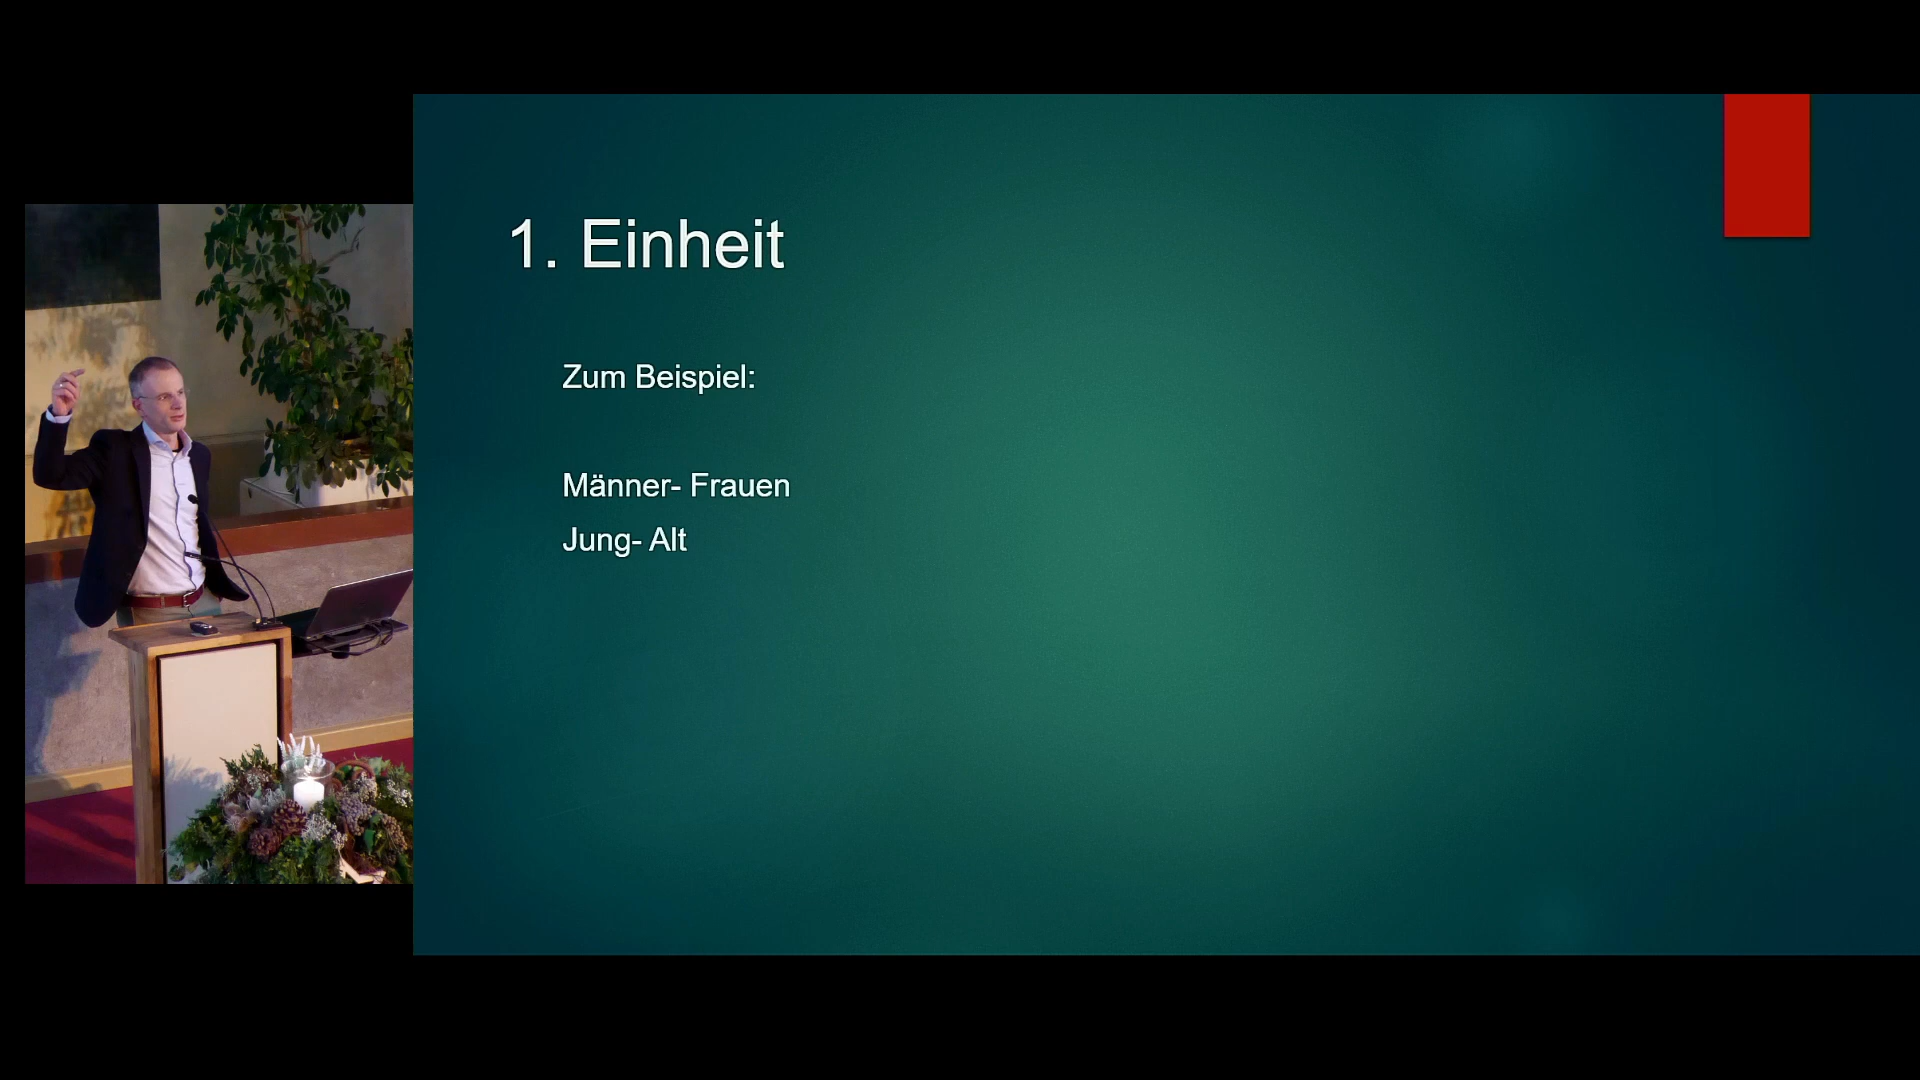 1. Einheit
Zum Beispiel:
Männer- Frauen
Jung- Alt